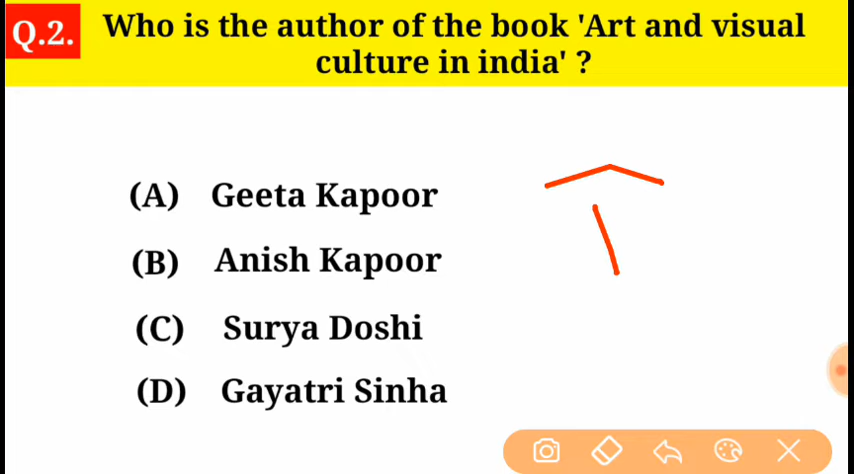 Q.2. Who is the author of the book 'Art and visual
culture in india' ?
(A) Geeta Kapoor
(B) Anish Kapoor
(C) Surya Doshi
(D) Gayatri Sinha